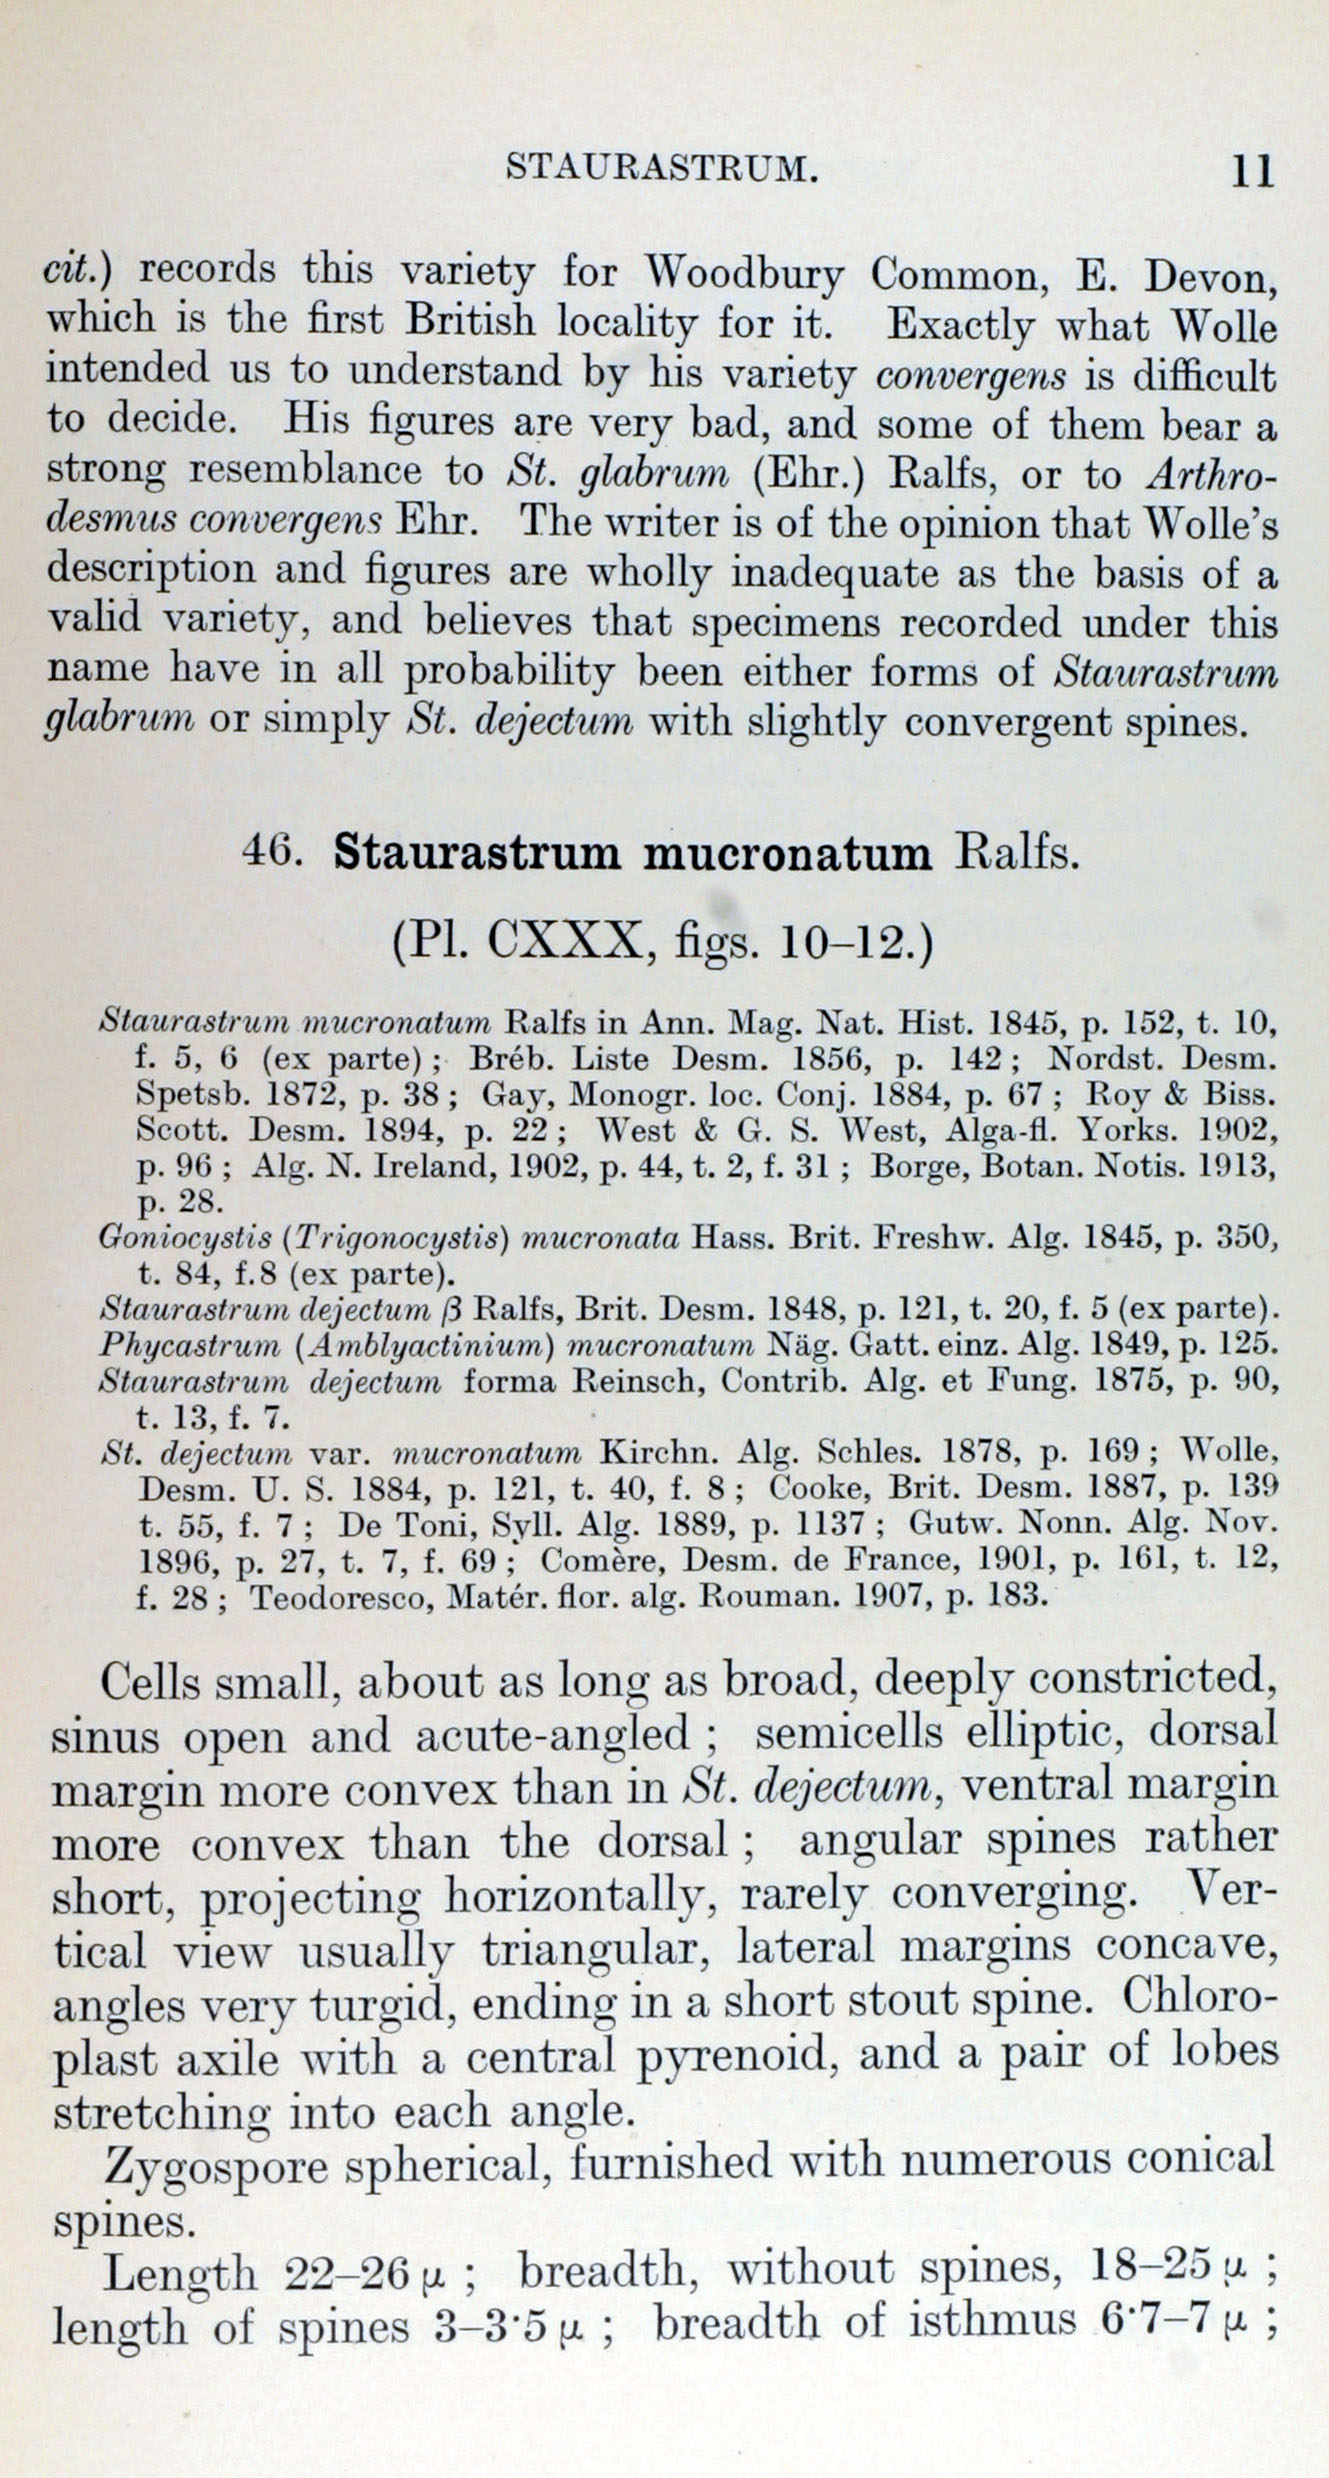 STAURASTRUM. 11
cit.) records this variety for Woodbury Common, E. Devon,
which is the first British locality for it. Exactly what Wolle
intended us to understand by his variety convergens is difficult
to decide. His figures are very bad, and some of them bear a
strong resemblance to St. glabrum (Ehr.) Ralfs, or to Arthro-
desmus convergens Ehr. The writer is of the opinion that Wolle's
description and figures are wholly inadequate as the basis of a
valid variety, and believes that specimens recorded under this
name have in all probability been either forms of Staurastrum
glabrum or simply St. dejectum with slightly convergent spines.
46. Staurastrum mucronatum Ralfs.
(Pl. CXXX, figs. 10–12.)
Staurastrum mucronatum Ralfs in Ann. Mag. Nat. Hist. 1845, p. 152, t. 10,
f. 5, 6 (ex parte) ; Bréb. Liste Desm. 1856, p. 142 ; Nordst. Desm.
Spetsb. 1872, p. 38 ; Gay, Monogr. loc. Conj. 1884, p. 67 ; Roy & Biss.
Scott. Desm. 1894, p. 22 ; West & G. S. West, Alga-fl. Yorks. 1902,
p. 96 ; Alg. N. Ireland, 1902, p. 44, t. 2, f. 31 ; Borge, Botan. Notis. 1913,
p. 28.
Goniocystis (Trigonocystis) mucronata Hass. Brit. Freshw. Alg. 1845, p. 350,
t. 84, f.8 (ex parte).
Staurastrum dejectum β Ralfs, Brit. Desm. 1848, p. 121, t. 20, f. 5 (ex parte).
Phycastrum (Amblyactinium) mucronatum Näg. Gatt. einz. Alg. 1849, p. 125.
Staurastrum dejectum forma Reinsch, Contrib. Alg. et Fung. 1875, p. 90,
t. 13, f. 7.
St. dejectum var. mucronatum Kirchn. Alg. Schles. 1878, p. 169 ; Wolle,
Desm. U. S. 1884, p. 121, t. 40, f. 8 ; Cooke, Brit. Desm. 1887, p. 139
t. 55, f. 7 ; De Toni, Syll. Alg. 1889, p. 1137 ; Gutw. Nonn. Alg. Nov.
1896, p. 27, t. 7, f. 69 ; Comère, Desm. de France, 1901, p. 161, t. 12,
f. 28 ; Teodoresco, Matér. flor. alg. Rouman. 1907, p. 183.
Cells small, about as long as broad, deeply constricted,
sinus open and acute-angled ; semicells elliptic, dorsal
margin more convex than in St. dejectum, ventral margin
more convex than the dorsal ; angular spines rather
short, projecting horizontally, rarely converging. Ver-
tical view usually triangular, lateral margins concave,
angles very turgid, ending in a short stout spine. Chloro-
plast axile with a central pyrenoid, and a pair of lobes
stretching into each angle.
Zygospore spherical, furnished with numerous conical
spines.
Length 22–26 μ ; breadth, without spines, 18–25 μ ;
length of spines 3–3·5 μ ; breadth of isthmus 6·7–7 μ ;